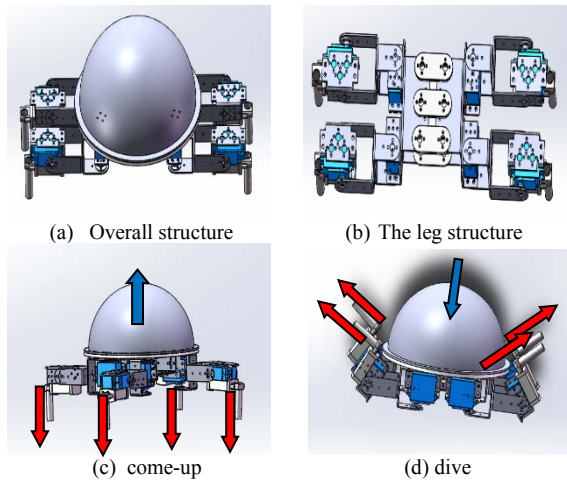 (a) Overall structure
(b) The leg structure
(c) come-up
(d) dive